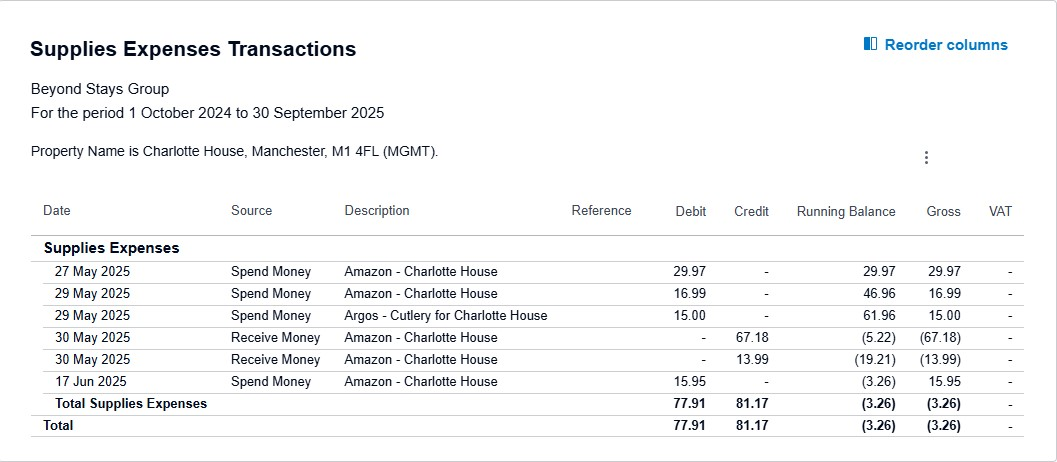 Supplies Expenses Transactions
Reorder columns
Beyond Stays Group
For the period 1 October 2024 to 30 September 2025
Property Name is Charlotte House, Manchester, M1 4FL (MGMT).
Date Source Description Reference Debit Credit Running Balance Gross VAT
Supplies Expenses
27 May 2025 Spend Money Amazon - Charlotte House 29.97 - 29.97 29.97 -
29 May 2025 Spend Money Amazon - Charlotte House 16.99 - 46.96 16.99 -
29 May 2025 Spend Money Argos - Cutlery for Charlotte House 15.00 - 61.96 15.00 -
30 May 2025 Receive Money Amazon - Charlotte House - 67.18 (5.22) (67.18) -
30 May 2025 Receive Money Amazon - Charlotte House - 13.99 (19.21) (13.99) -
17 Jun 2025 Spend Money Amazon - Charlotte House 15.95 - (3.26) 15.95 -
Total Supplies Expenses 77.91 81.17 (3.26) (3.26) -
Total 77.91 81.17 (3.26) (3.26) -